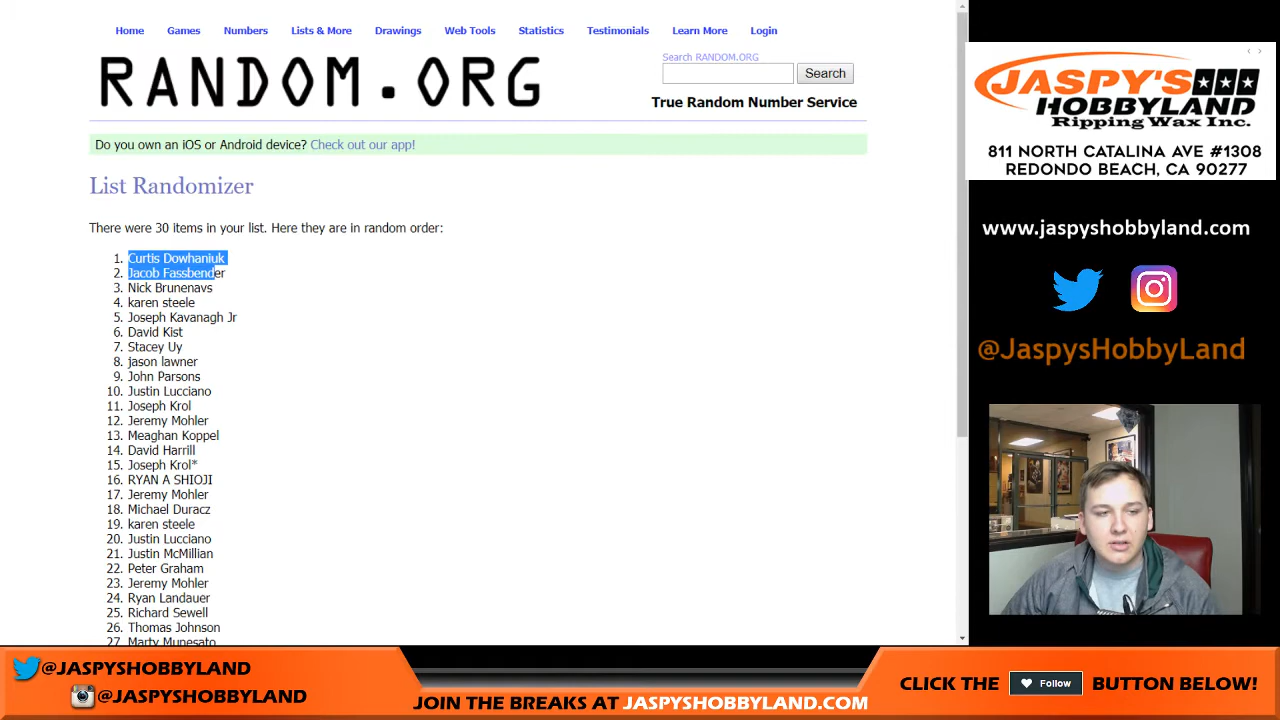 Home Games Numbers Lists & More Drawings Web Tools Statistics Testimonials Learn More Login
RANDOM.ORG
Search RANDOM.ORG
Search
True Random Number Service
Do you own an iOS or Android device? Check out our app!
List Randomizer
There were 30 items in your list. Here they are in random order:
1. Curtis Dowhaniuk
2. Jacob Fassbender
3. Nick Brunenavs
4. karen steele
5. Joseph Kavanagh Jr
6. David Kist
7. Stacey Uy
8. jason lawner
9. John Parsons
10. Justin Lucciano
11. Joseph Krol
12. Jeremy Mohler
13. Meaghan Koppel
14. David Harrill
15. Joseph Krol*
16. RYAN A SHIOJI
17. Jeremy Mohler
18. Michael Duracz
19. karen steele
20. Justin Lucciano
21. Justin McMillian
22. Peter Graham
23. Jeremy Mohler
24. Ryan Landauer
25. Richard Sewell
26. Thomas Johnson
27. Marty Munesato
JASPY'S
HOBBYLAND
Ripping Wax Inc.
811 NORTH CATALINA AVE #1308
REDONDO BEACH, CA 90277
www.jaspyshobbyland.com
@JaspysHobbyLand
@JASPYSHOBBYLAND
@JASPYSHOBBYLAND
JOIN THE BREAKS AT JASPYSHOBBYLAND.COM
CLICK THE Follow BUTTON BELOW!